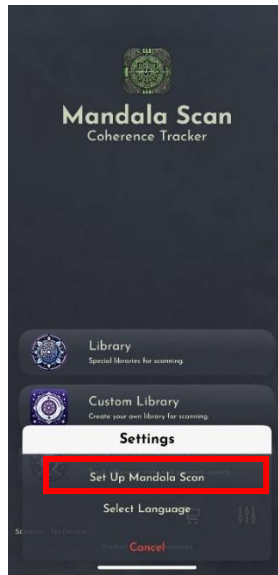 Mandala Scan
Coherence Tracker
Library
Special libraries for scanning.
Custom Library
Create your own library for scanning.
Settings
Set Up Mandala Scan
Select Language
Cancel